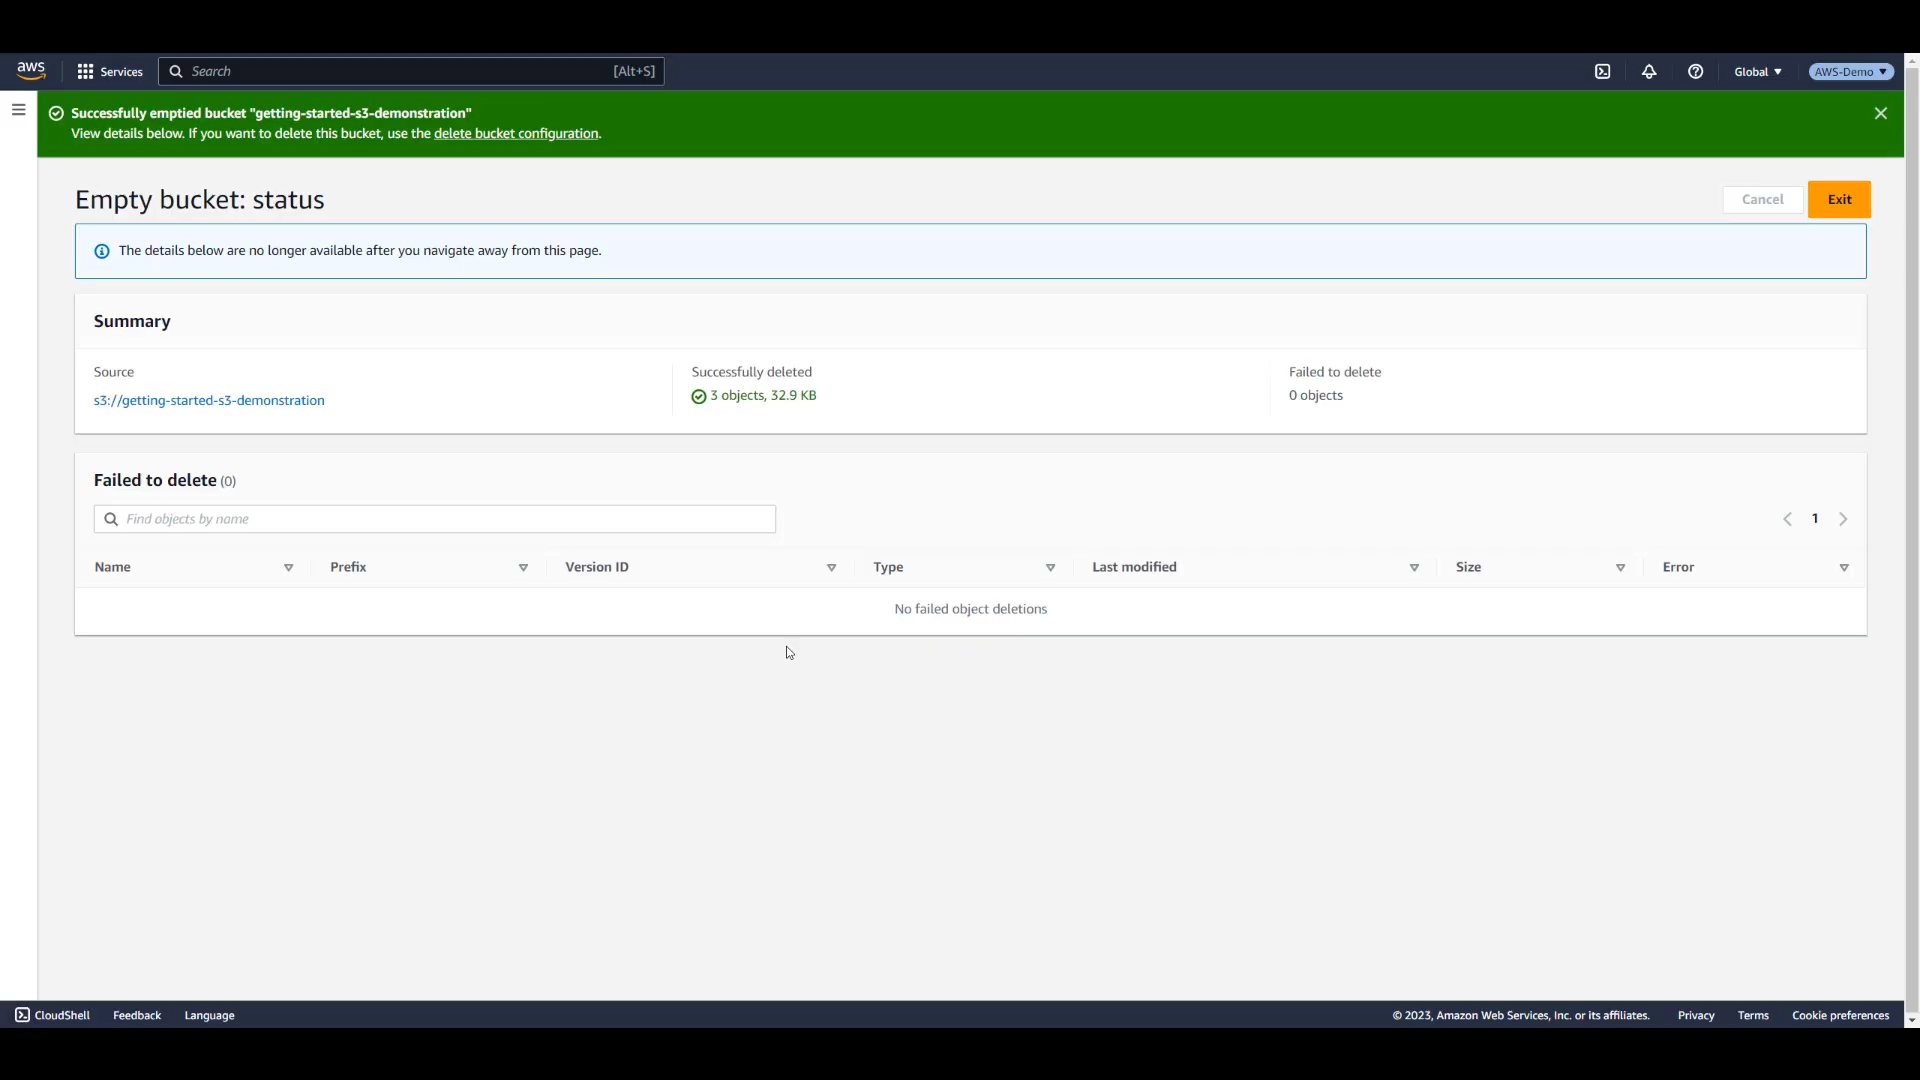 aws
Services
Search
[Alt+S]
Global
AWS-Demo
Successfully emptied bucket "getting-started-s3-demonstration"
View details below. If you want to delete this bucket, use the delete bucket configuration.
Empty bucket: status
Cancel
Exit
The details below are no longer available after you navigate away from this page.
Summary
Source
s3://getting-started-s3-demonstration
Successfully deleted
3 objects, 32.9 KB
Failed to delete
0 objects
Failed to delete (0)
Find objects by name
1
Name
Prefix
Version ID
Type
Last modified
Size
Error
No failed object deletions
CloudShell
Feedback
Language
© 2023, Amazon Web Services, Inc. or its affiliates.
Privacy
Terms
Cookie preferences